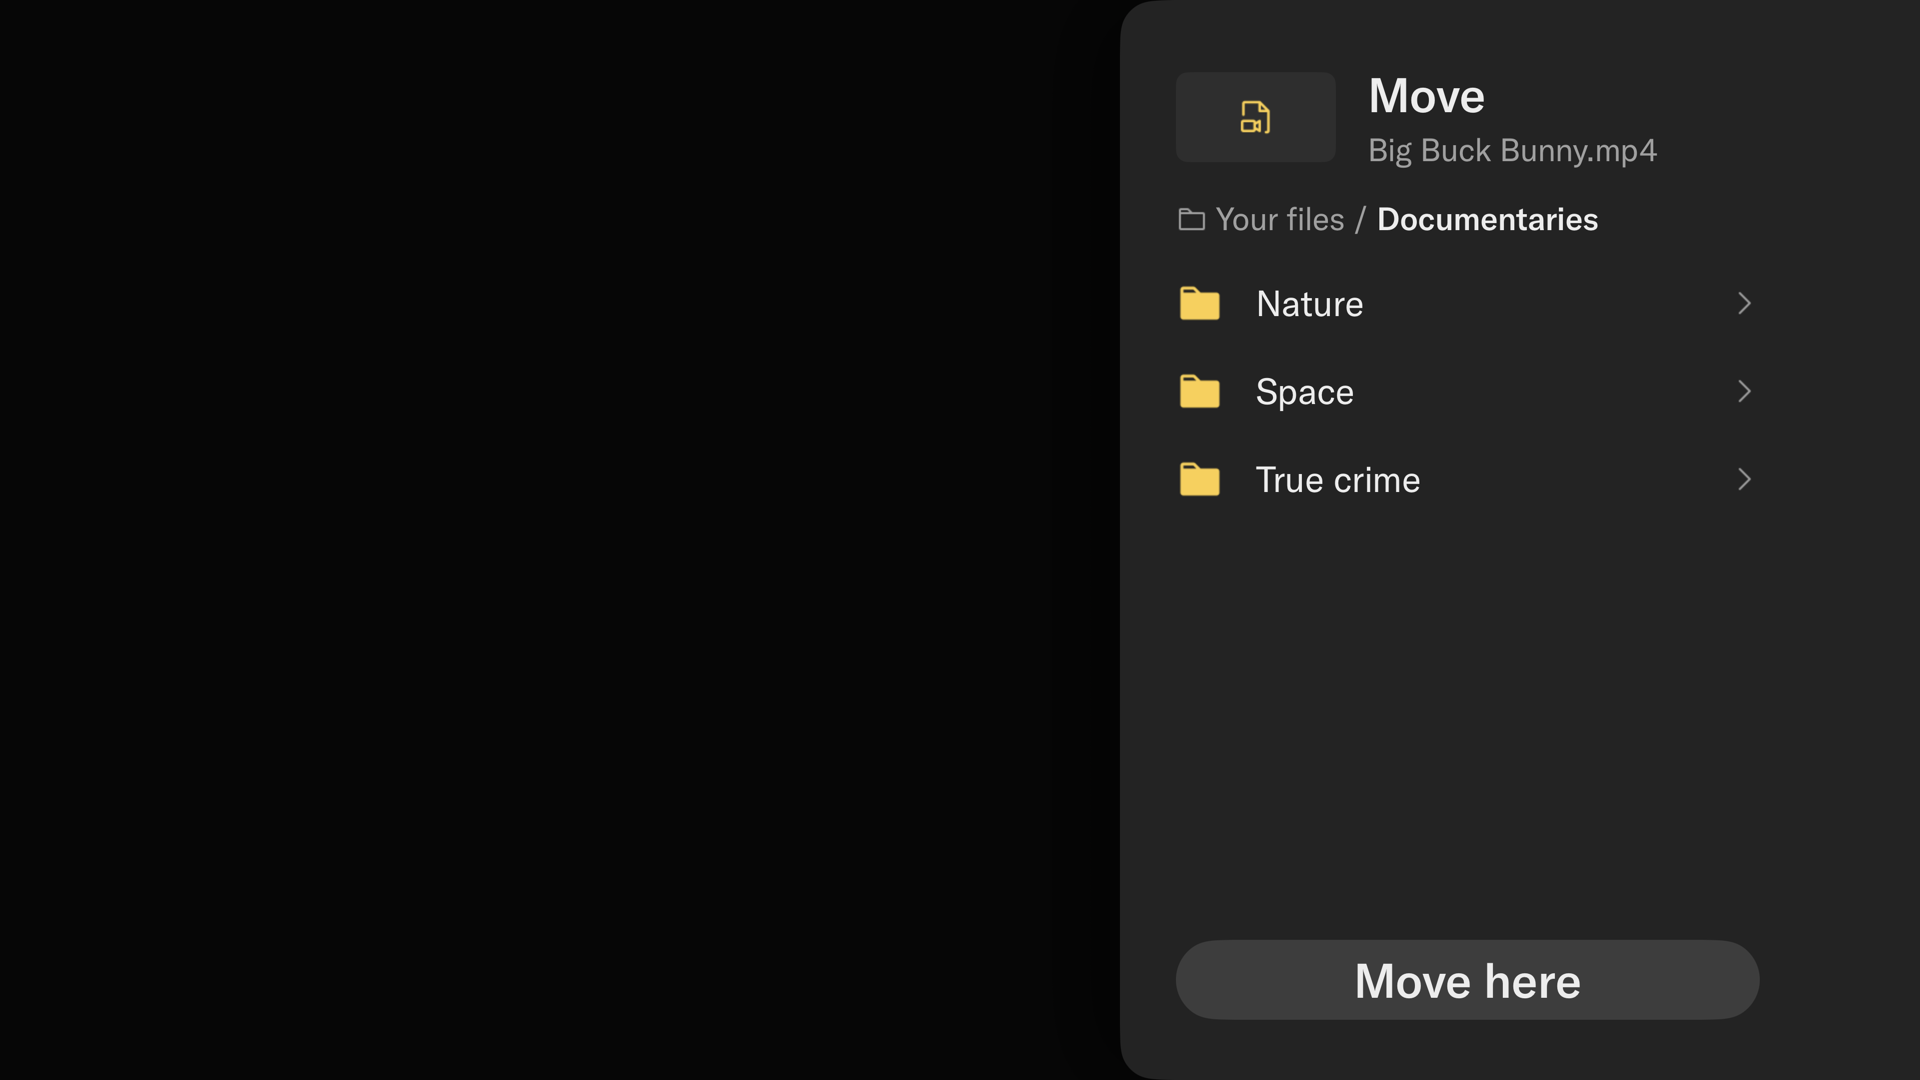 Move
Big Buck Bunny.mp4
Your files / Documentaries
Nature
Space
True crime
Move here